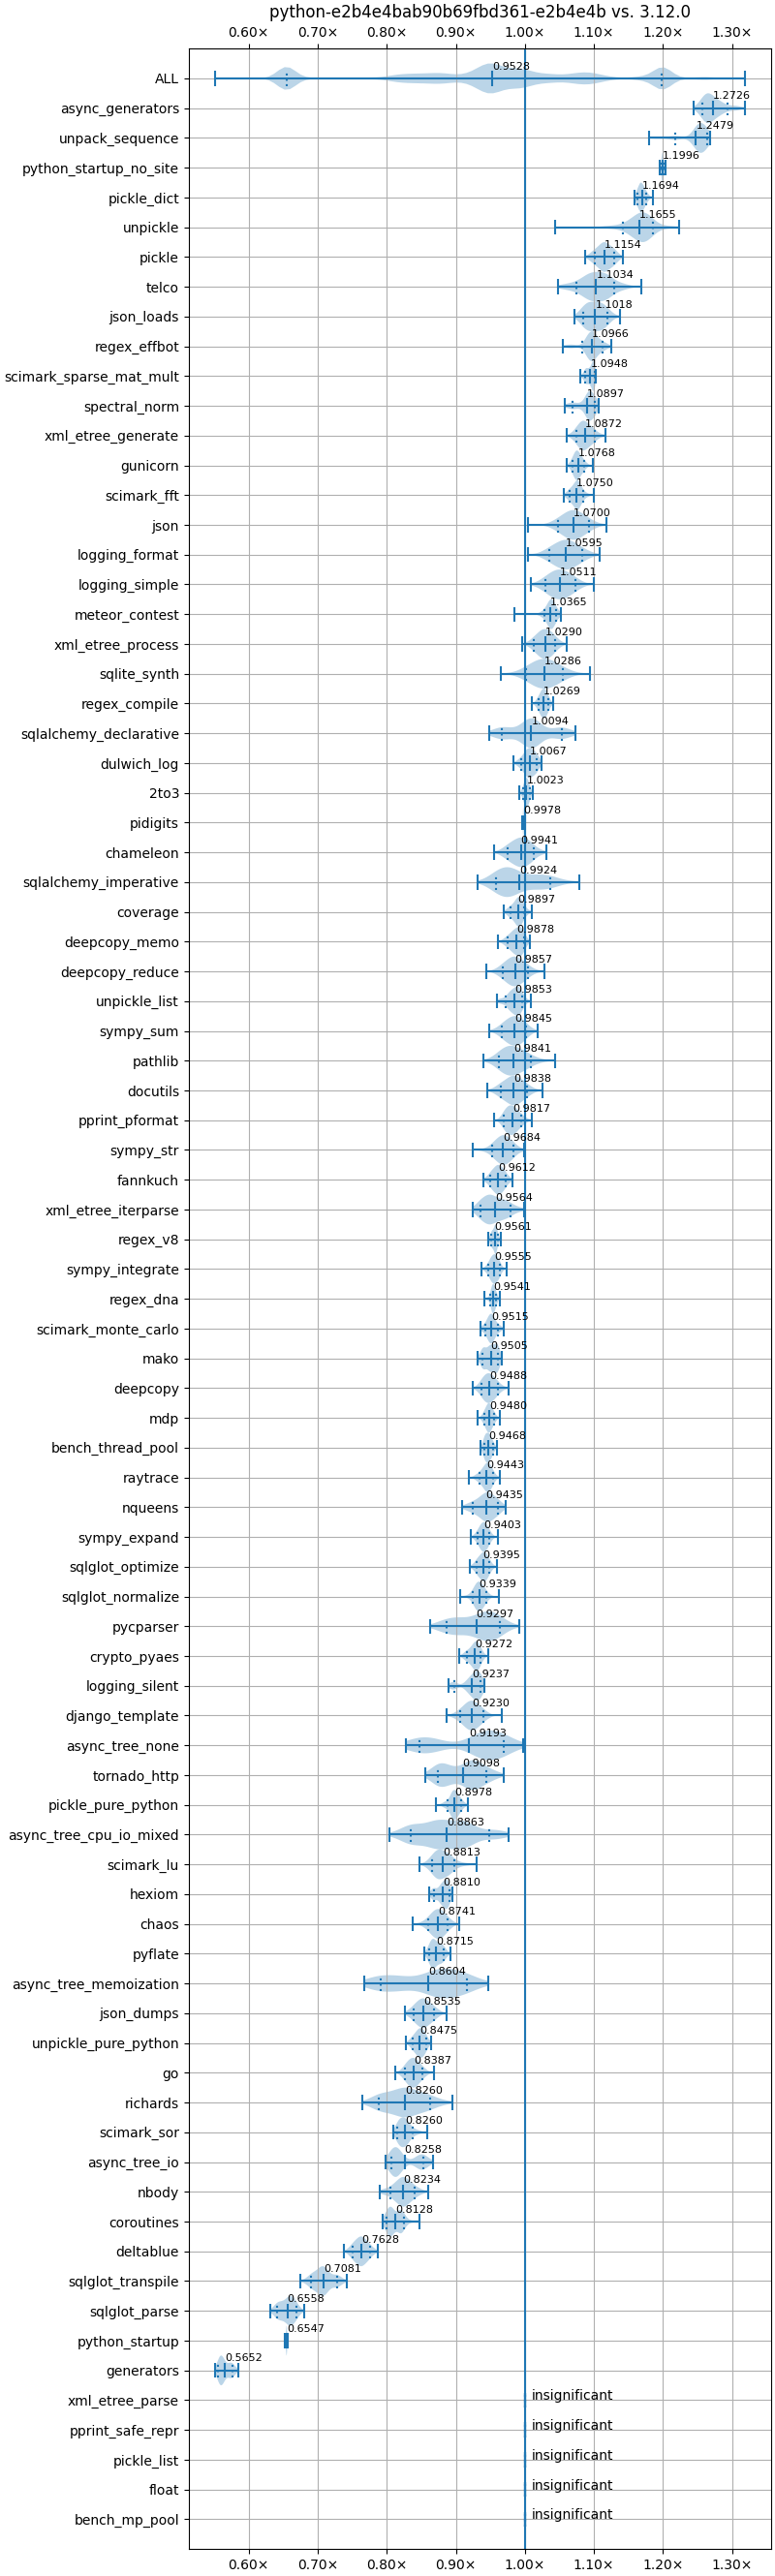 python-e2b4e4bab90b69fbd361-e2b4e4b vs. 3.12.0
0.60× 0.70× 0.80× 0.90× 1.00× 1.10× 1.20× 1.30×
ALL 0.9528
async_generators 1.2726
unpack_sequence 1.2479
python_startup_no_site 1.1996
pickle_dict 1.1694
unpickle 1.1655
pickle 1.1154
telco 1.1034
json_loads 1.1018
regex_effbot 1.0966
scimark_sparse_mat_mult 1.0948
spectral_norm 1.0897
xml_etree_generate 1.0872
gunicorn 1.0768
scimark_fft 1.0750
json 1.0700
logging_format 1.0595
logging_simple 1.0511
meteor_contest 1.0365
xml_etree_process 1.0290
sqlite_synth 1.0286
regex_compile 1.0269
sqlalchemy_declarative 1.0094
dulwich_log 1.0067
2to3 1.0023
pidigits 0.9978
chameleon 0.9941
sqlalchemy_imperative 0.9924
coverage 0.9897
deepcopy_memo 0.9878
deepcopy_reduce 0.9857
unpickle_list 0.9853
sympy_sum 0.9845
pathlib 0.9841
docutils 0.9838
pprint_pformat 0.9817
sympy_str 0.9684
fannkuch 0.9612
xml_etree_iterparse 0.9564
regex_v8 0.9561
sympy_integrate 0.9555
regex_dna 0.9541
scimark_monte_carlo 0.9515
mako 0.9505
deepcopy 0.9488
mdp 0.9480
bench_thread_pool 0.9468
raytrace 0.9443
nqueens 0.9435
sympy_expand 0.9403
sqlglot_optimize 0.9395
sqlglot_normalize 0.9339
pycparser 0.9297
crypto_pyaes 0.9272
logging_silent 0.9237
django_template 0.9230
async_tree_none 0.9193
tornado_http 0.9098
pickle_pure_python 0.8978
async_tree_cpu_io_mixed 0.8863
scimark_lu 0.8813
hexiom 0.8810
chaos 0.8741
pyflate 0.8715
async_tree_memoization 0.8604
json_dumps 0.8535
unpickle_pure_python 0.8475
go 0.8387
richards 0.8260
scimark_sor 0.8260
async_tree_io 0.8258
nbody 0.8234
coroutines 0.8128
deltablue 0.7628
sqlglot_transpile 0.7081
sqlglot_parse 0.6558
python_startup 0.6547
generators 0.5652
xml_etree_parse insignificant
pprint_safe_repr insignificant
pickle_list insignificant
float insignificant
bench_mp_pool insignificant
0.60× 0.70× 0.80× 0.90× 1.00× 1.10× 1.20× 1.30×